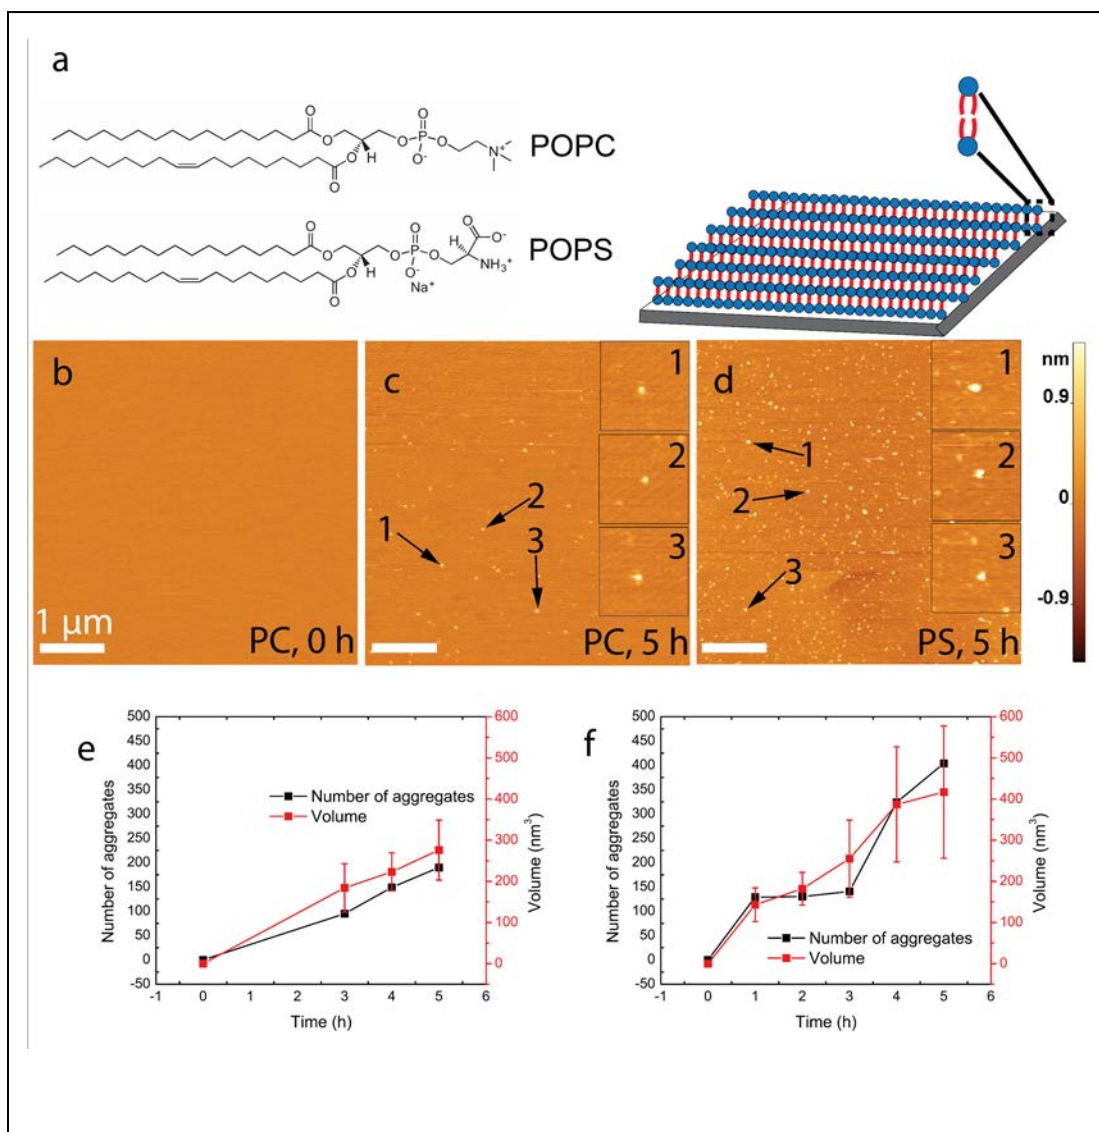 a
POPC
POPS
O
O
O
O
H
O
P
O
O-
O
N+
O
O
O
O
H
O
P
O
O-
Na+
O
H
O
O-
NH3+
b
PC, 0 h
1 µm
c
1
2
3
1
2
3
PC, 5 h
d
1
2
3
1
2
3
PS, 5 h
nm
0.9
0
-0.9
e
Number of aggregates
500
450
400
350
300
250
200
150
100
50
0
-50
Number of aggregates
Volume
600
500
400
300
200
100
0
Volume (nm3)
-1 0 3 4 5 6
Time (h)
f
Number of aggregates
500
450
400
350
300
250
200
150
100
50
0
-50
Number of aggregates
Volume
600
500
400
300
200
100
0
Volume (nm3)
-1 0 1 2 3 4 5 6
Time (h)